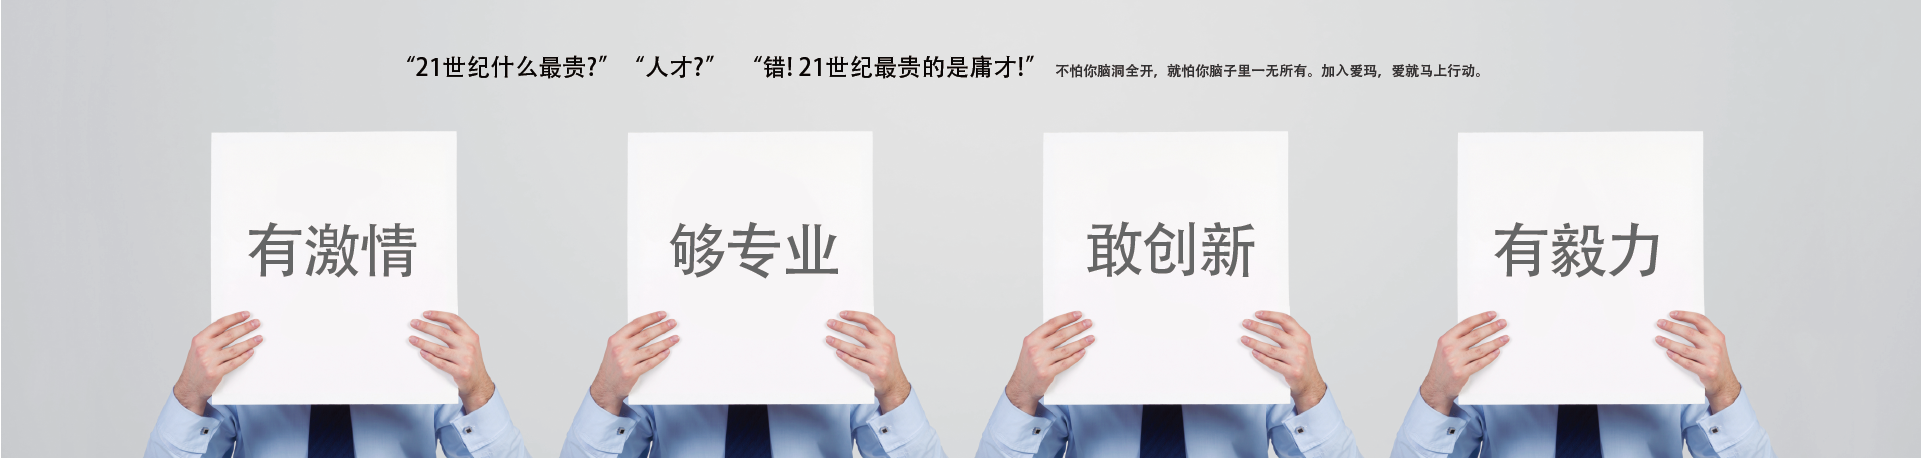 “21世纪什么最贵?” “人才?” “错! 21世纪最贵的是庸才!” 不怕你脑洞全开，就怕你脑子里一无所有。加入爱玛，爱就马上行动。
有激情
够专业
敢创新
有毅力